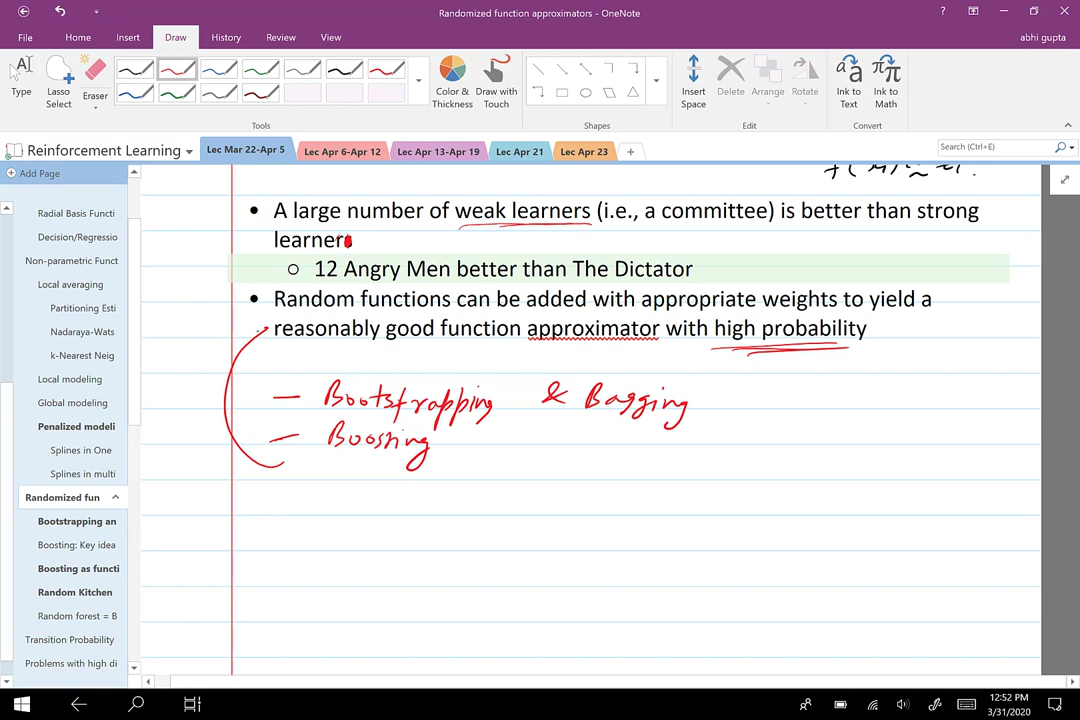 Randomized function approximators - OneNote
?
File Home Insert Draw History Review View
abhi gupta
Type
Lasso Select
Eraser
Color & Thickness
Draw with Touch
Insert Space
Delete
Arrange
Rotate
Ink to Text
Ink to Math
Tools
Shapes
Edit
Convert
Reinforcement Learning
Lec Mar 22-Apr 5
Lec Apr 6-Apr 12
Lec Apr 13-Apr 19
Lec Apr 21
Lec Apr 23
Search (Ctrl+E)
Add Page
Radial Basis Functi
Decision/Regressio
Non-parametric Funct
Local averaging
Partitioning Esti
Nadaraya-Wats
k-Nearest Neig
Local modeling
Global modeling
Penalized modeli
Splines in One
Splines in multi
Randomized fun
Bootstrapping an
Boosting: Key idea
Boosting as functi
Random Kitchen
Random forest = B
Transition Probability
Problems with high di
• A large number of weak learners (i.e., a committee) is better than strong
learner
12 Angry Men better than The Dictator
• Random functions can be added with appropriate weights to yield a
reasonably good function approximator with high probability
– Bootstrapping & Bagging
– Boosting
12:52 PM
3/31/2020